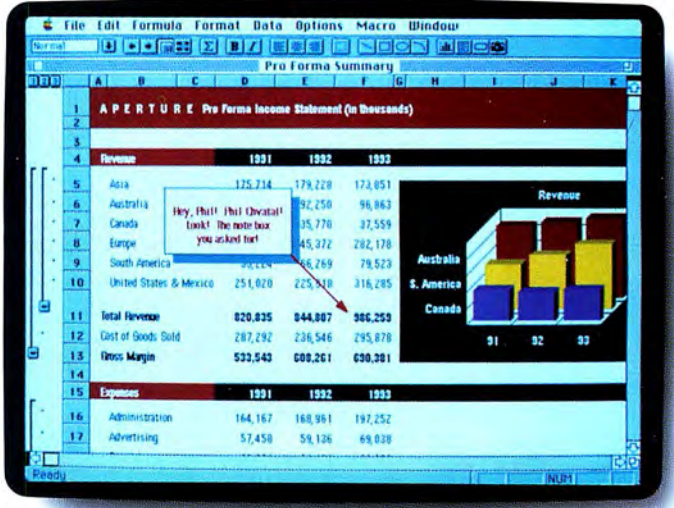 File Edit Formula Format Data Options Macro Window
Normal
Σ B I
Pro Forma Summary
1 2 3
A B C D E F G H I J K
1 APERTURE Pro Forma Income Statement (in thousands)
2
3
4 Revenue 1991 1992 1993
5 Asia 175,714 179,228 173,851
6 Australia 92,250 96,863
7 Canada 35,770 37,559
8 Europe 45,372 282,178
9 South America 66,269 79,523
10 United States & Mexico 251,020 225,918 316,285
11 Total Revenue 820,835 844,807 986,259
12 Cost of Goods Sold 287,292 236,546 295,878
13 Gross Margin 533,543 608,261 690,381
14
15 Expenses 1991 1992 1993
16 Administration 164,167 168,961 197,252
17 Advertising 57,458 59,136 69,038
Hey, Phil! Phil Chvatal!
Look! The note box
you asked for!
Revenue
Australia
S. America
Canada
91 92 93
Ready
NUM